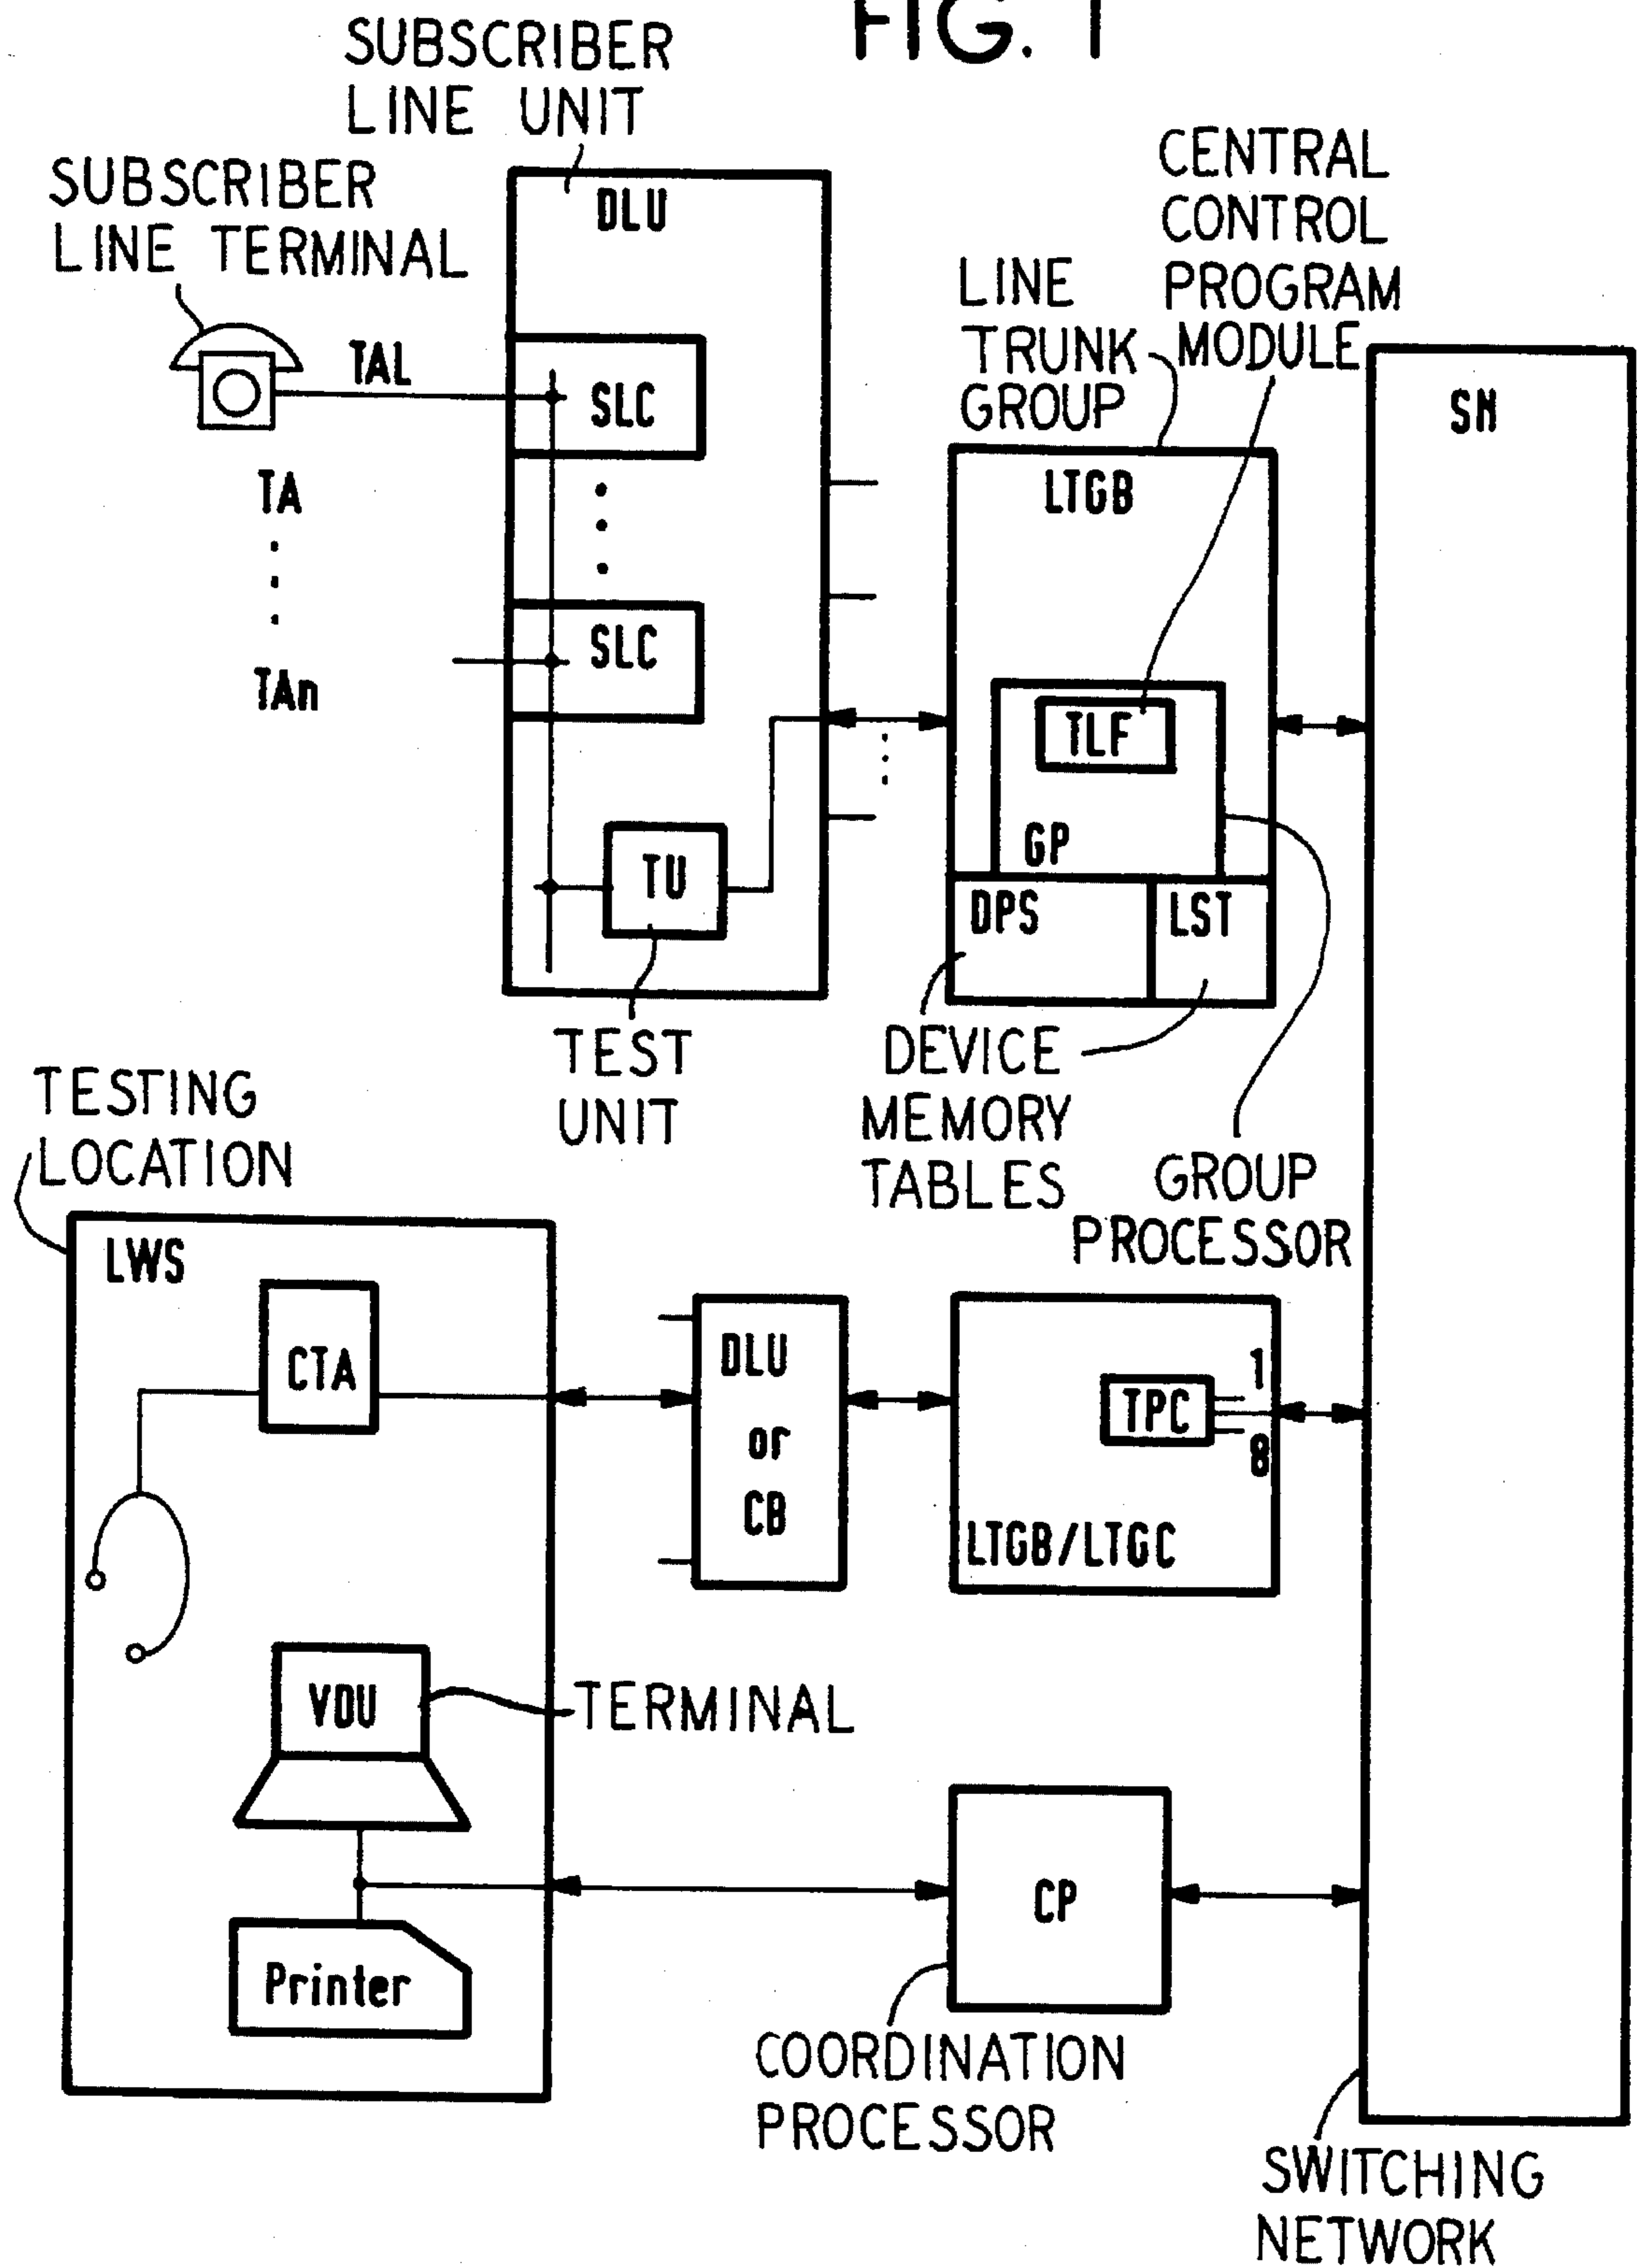 FIG. 1
SUBSCRIBER
LINE UNIT
SUBSCRIBER
LINE TERMINAL
CENTRAL
CONTROL
PROGRAM
MODULE
LINE
TRUNK
GROUP
DLU
TAL
SLC
TA
SLC
TAn
TU
LTGB
TLF
GP
DPS
LST
SN
TEST
UNIT
DEVICE
MEMORY
TABLES
GROUP
PROCESSOR
TESTING
LOCATION
LWS
CTA
DLU
or
CB
TPC
1
8
LTGB/LTGC
VDU
TERMINAL
Printer
CP
COORDINATION
PROCESSOR
SWITCHING
NETWORK